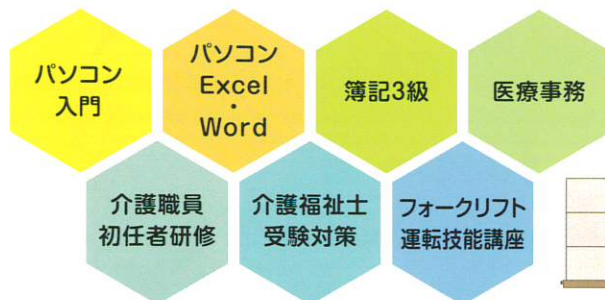 パソコン
入門
パソコン
Excel
・
Word
簿記3級
医療事務
介護職員
初任者研修
介護福祉士
受験対策
フォークリフト
運転技能講座